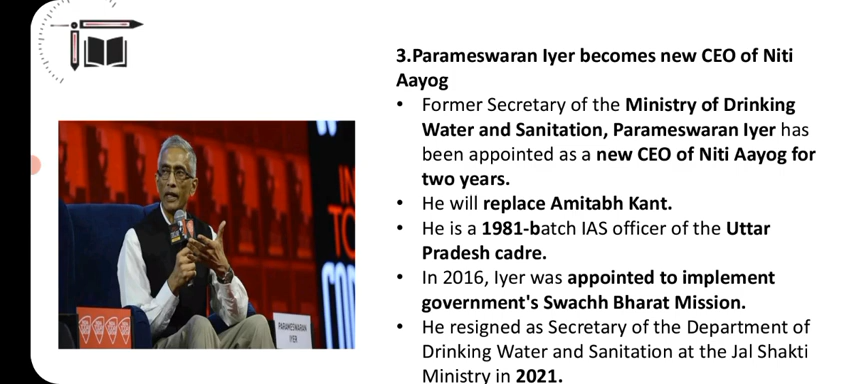 3.Parameswaran Iyer becomes new CEO of Niti
Aayog
• Former Secretary of the Ministry of Drinking
Water and Sanitation, Parameswaran Iyer has
been appointed as a new CEO of Niti Aayog for
two years.
• He will replace Amitabh Kant.
• He is a 1981-batch IAS officer of the Uttar
Pradesh cadre.
• In 2016, Iyer was appointed to implement
government's Swachh Bharat Mission.
• He resigned as Secretary of the Department of
Drinking Water and Sanitation at the Jal Shakti
Ministry in 2021.
PARAMESWARAN
IYER